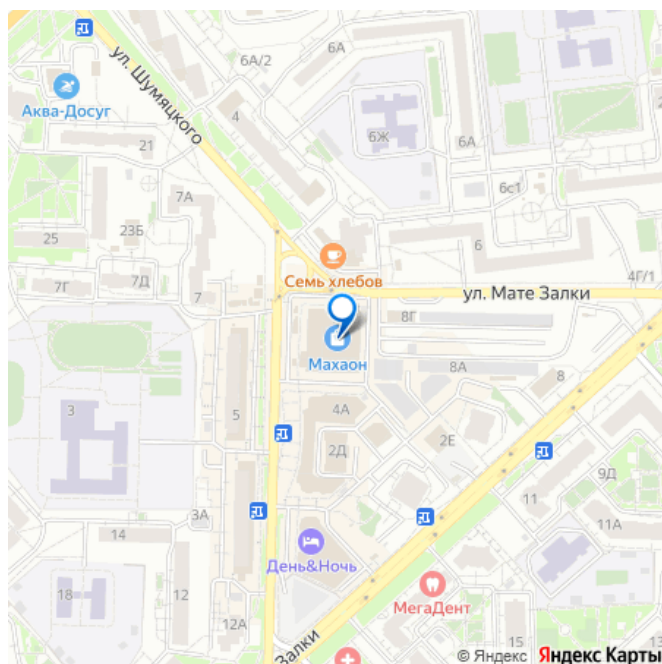 ул. Шумяцкого
6А/2
6А
Аква-Досуг
4
6Ж
6А
21
7А
6с1
23Б
25
6
Семь хлебов
4Г/1
7Г
7Д
7
ул. Мате Залки
8Г
Махаон
8А
8
3
5
4А
2Д
2Е
9Д
11
3А
11А
14
День&Ночь
МегаДент
18
12
12А
Залки
15
13
© Яндекс Яндекс Карты